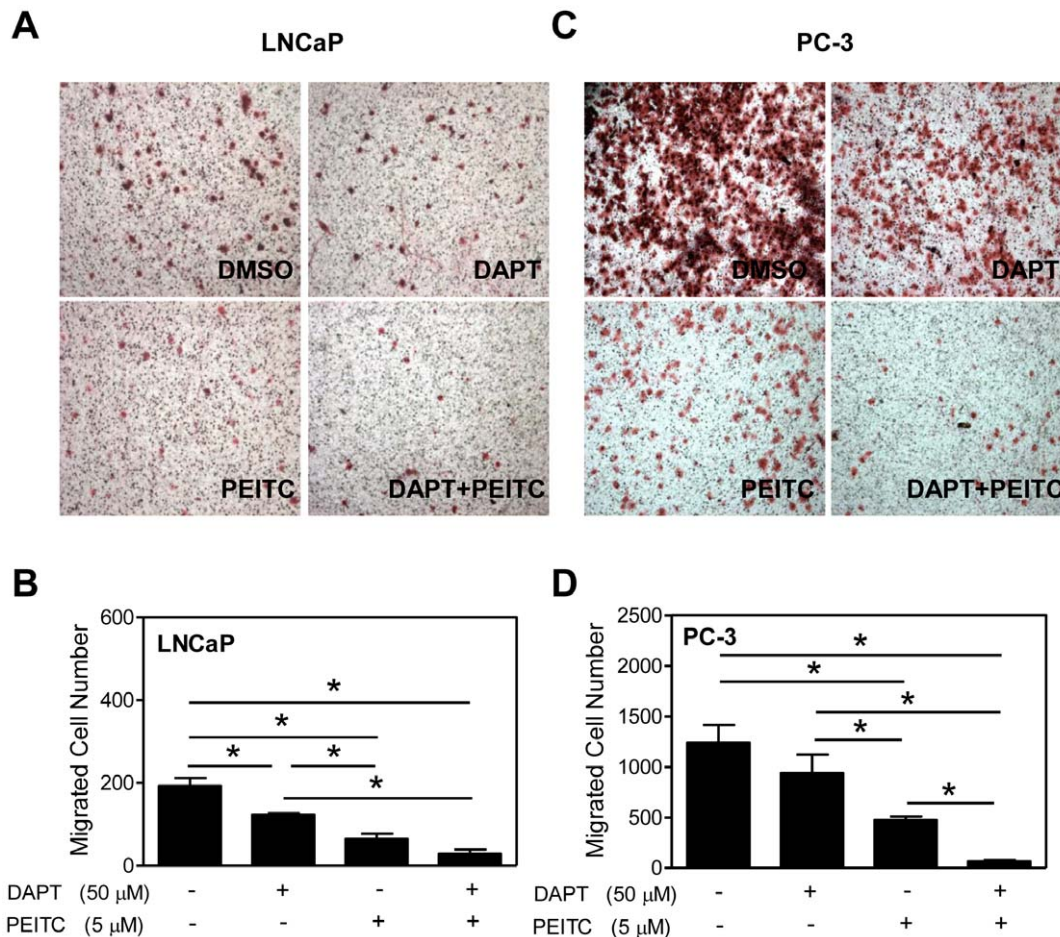 A
LNCaP
DMSO
DAPT
PEITC
DAPT+PEITC
C
PC-3
DMSO
DAPT
PEITC
DAPT+PEITC
B
LNCaP
Migrated Cell Number
600
400
200
0
* 
*
* *
*
DAPT (50 μM) - + - +
PEITC (5 μM) - - + +
D
PC-3
Migrated Cell Number
2500
2000
1500
1000
500
0
*
*
*
*
*
DAPT (50 μM) - + - +
PEITC (5 μM) - - + +